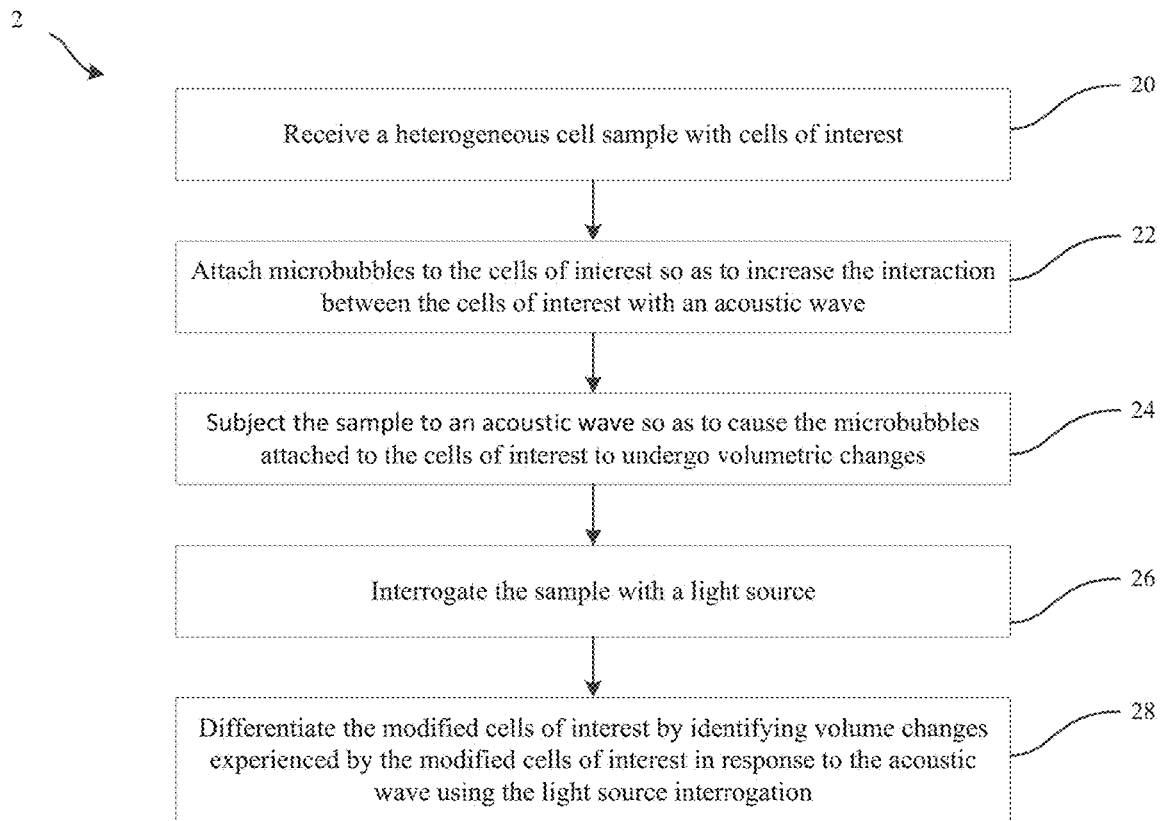 2
20
Receive a heterogeneous cell sample with cells of interest
22
Attach microbubbles to the cells of interest so as to increase the interaction
between the cells of interest with an acoustic wave
24
Subject the sample to an acoustic wave so as to cause the microbubbles
attached to the cells of interest to undergo volumetric changes
26
Interrogate the sample with a light source
28
Differentiate the modified cells of interest by identifying volume changes
experienced by the modified cells of interest in response to the acoustic
wave using the light source interrogation